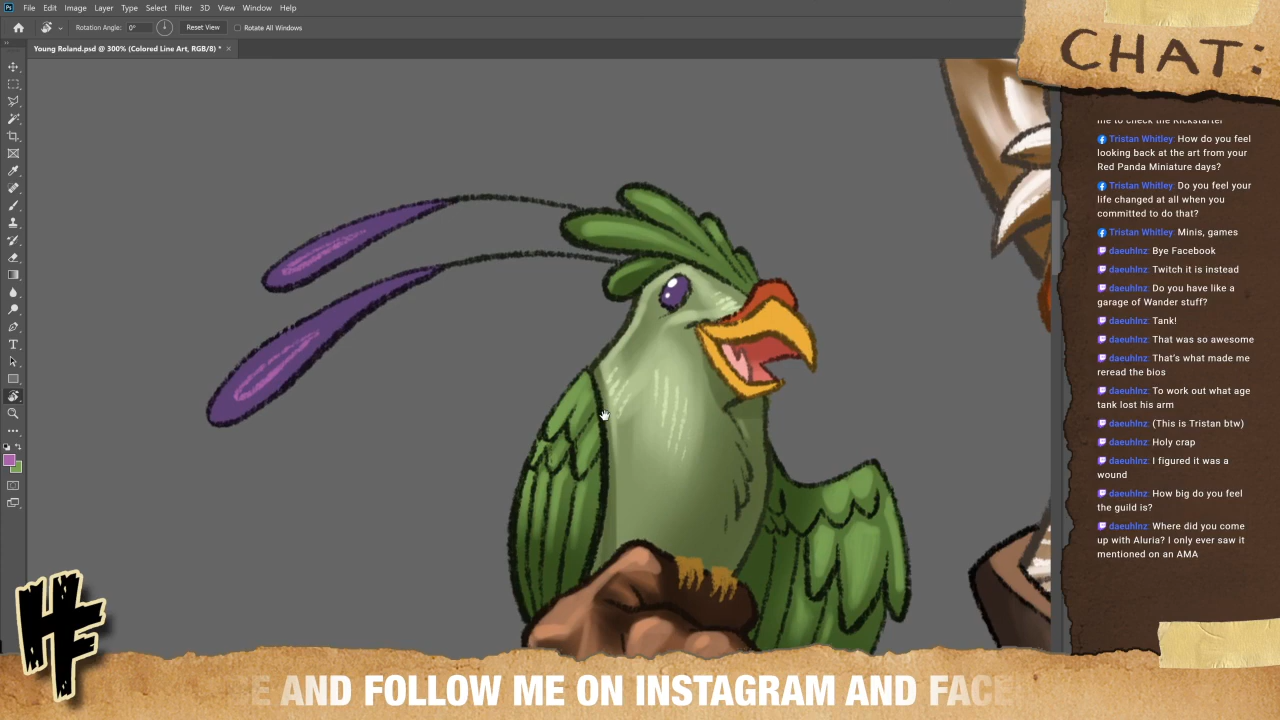 Ps File Edit Image Layer Type Select Filter 3D View Window Help
Rotation Angle: 0° Reset View Rotate All Windows
Young Roland.psd @ 300% (Colored Line Art, RGB/8) * ×
CHAT:
me to check the Kickstarter
Tristan Whitley: How do you feel
looking back at the art from your
Red Panda Miniature days?
Tristan Whitley: Do you feel your
life changed at all when you
committed to do that?
Tristan Whitley: Minis, games
daeuhlnz: Bye Facebook
daeuhlnz: Twitch it is instead
daeuhlnz: Do you have like a
garage of Wander stuff?
daeuhlnz: Tank!
daeuhlnz: That was so awesome
daeuhlnz: That's what made me
reread the bios
daeuhlnz: To work out what age
tank lost his arm
daeuhlnz: (This is Tristan btw)
daeuhlnz: Holy crap
daeuhlnz: I figured it was a
wound
daeuhlnz: How big do you feel
the guild is?
daeuhlnz: Where did you come
up with Aluria? I only ever saw it
mentioned on an AMA
HF
E AND FOLLOW ME ON INSTAGRAM AND FACE